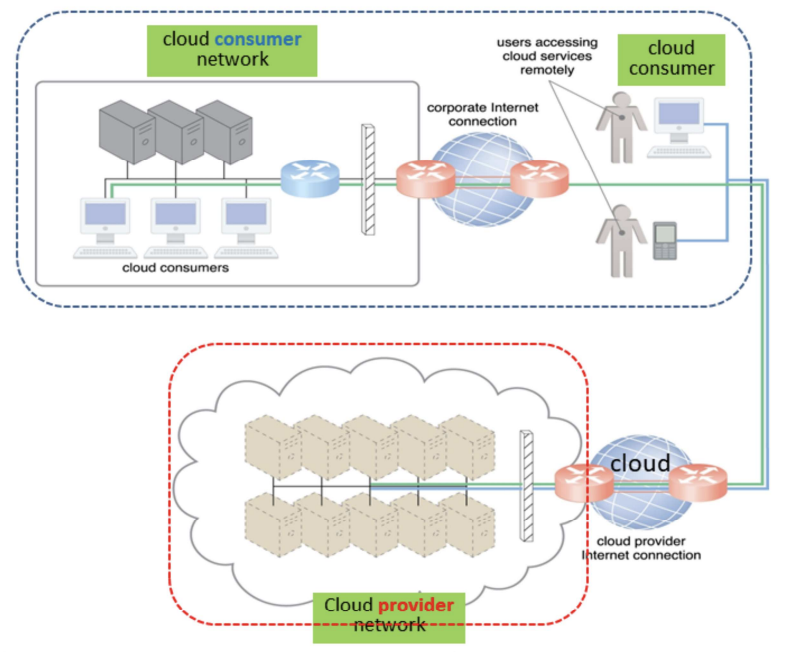 cloud consumer
network
users accessing
cloud services
remotely
cloud
consumer
corporate Internet
connection
cloud consumers
cloud
cloud provider
Internet connection
Cloud provider
network